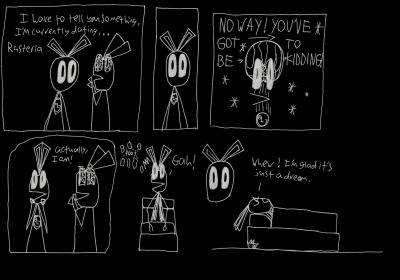 I have to tell you something,
I'm currently dating...
Rasteria
NO WAY! YOU'VE
GOT TO
BE KIDDING!
actually,
I am!
Gah!
Whew! I'm glad it's
just a dream.